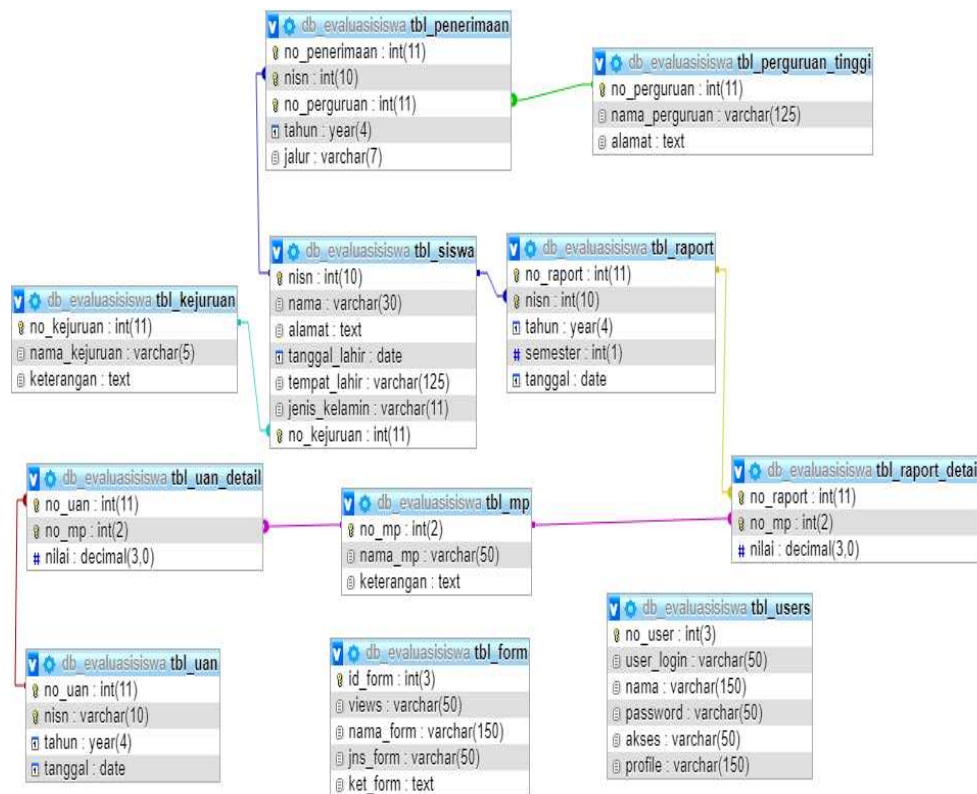 db_evaluasisiswa tbl_penerimaan
no_penerimaan : int(11)
nisn : int(10)
no_perguruan : int(11)
tahun : year(4)
jalur : varchar(7)
db_evaluasisiswa tbl_perguruan_tinggi
no_perguruan : int(11)
nama_perguruan : varchar(125)
alamat : text
db_evaluasisiswa tbl_siswa
nisn : int(10)
nama : varchar(30)
alamat : text
tanggal_lahir : date
tempat_lahir : varchar(125)
jenis_kelamin : varchar(11)
no_kejuruan : int(11)
db_evaluasisiswa tbl_raport
no_raport : int(11)
nisn : int(10)
tahun : year(4)
# semester : int(1)
tanggal : date
db_evaluasisiswa tbl_kejuruan
no_kejuruan : int(11)
nama_kejuruan : varchar(5)
keterangan : text
db_evaluasisiswa tbl_uan_detail
no_uan : int(11)
no_mp : int(2)
# nilai : decimal(3,0)
db_evaluasisiswa tbl_mp
no_mp : int(2)
nama_mp : varchar(50)
keterangan : text
db_evaluasisiswa tbl_raport_detai
no_raport : int(11)
no_mp : int(2)
# nilai : decimal(3,0)
db_evaluasisiswa tbl_uan
no_uan : int(11)
nisn : varchar(10)
tahun : year(4)
tanggal : date
db_evaluasisiswa tbl_form
id_form : int(3)
views : varchar(50)
nama_form : varchar(150)
jns_form : varchar(50)
ket_form : text
db_evaluasisiswa tbl_users
no_user : int(3)
user_login : varchar(50)
nama : varchar(150)
password : varchar(50)
akses : varchar(50)
profile : varchar(150)